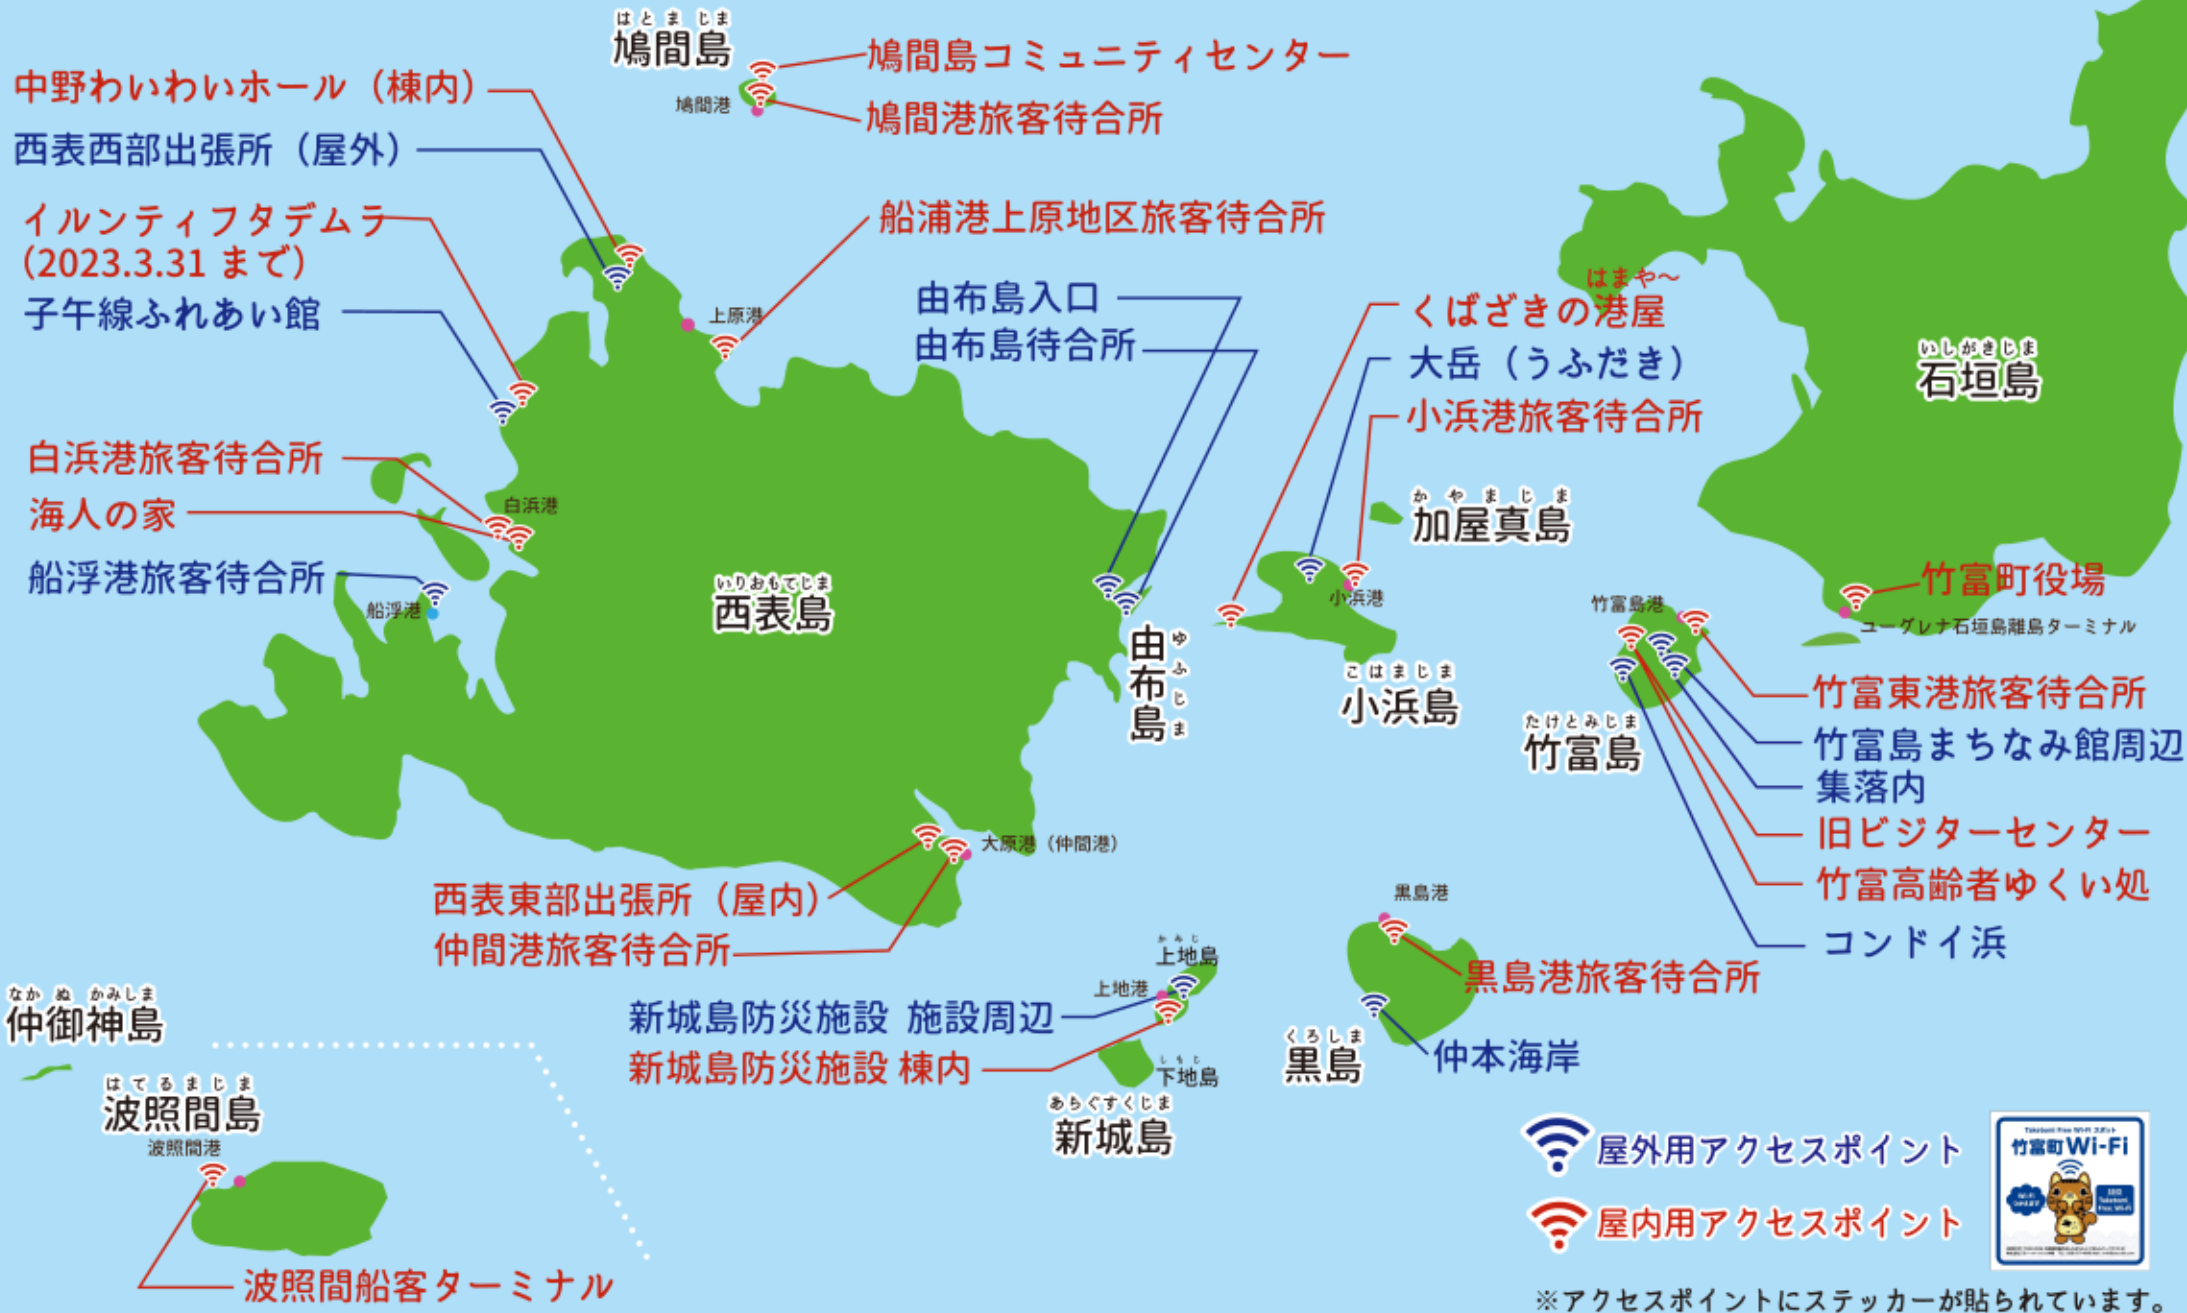 はとまじま
鳩間島
鳩間島コミュニティセンター
鳩間港
鳩間港旅客待合所
中野わいわいホール（棟内）
西表西部出張所（屋外）
イルンティフタデムラ
(2023.3.31 まで)
子午線ふれあい館
船浦港上原地区旅客待合所
上原港
由布島入口
由布島待合所
はまや～
くばざきの港屋
大岳（うふだき）
小浜港旅客待合所
いしがきじま
石垣島
白浜港旅客待合所
白浜港
海人の家
船浮港旅客待合所
船浮港
いりおもてじま
西表島
ゆふじま
由布島
かやまじま
加屋真島
小浜港
こはまじま
小浜島
竹富町役場
ユーグレナ石垣島離島ターミナル
竹富島港
たけとみじま
竹富島
竹富東港旅客待合所
竹富島まちなみ館周辺
集落内
旧ビジターセンター
竹富高齢者ゆくい処
コンドイ浜
大原港（仲間港）
西表東部出張所（屋内）
仲間港旅客待合所
黒島港
黒島港旅客待合所
くろしま
黒島
仲本海岸
かみじ
上地島
上地港
新城島防災施設 施設周辺
新城島防災施設 棟内
しもじ
下地島
あらぐすくじま
新城島
なかぬかみしま
仲御神島
はてるまじま
波照間島
波照間港
波照間船客ターミナル
屋外用アクセスポイント
屋内用アクセスポイント
Taketomi Free Wi-Fi スポット
竹富町 Wi-Fi
※アクセスポイントにステッカーが貼られています。